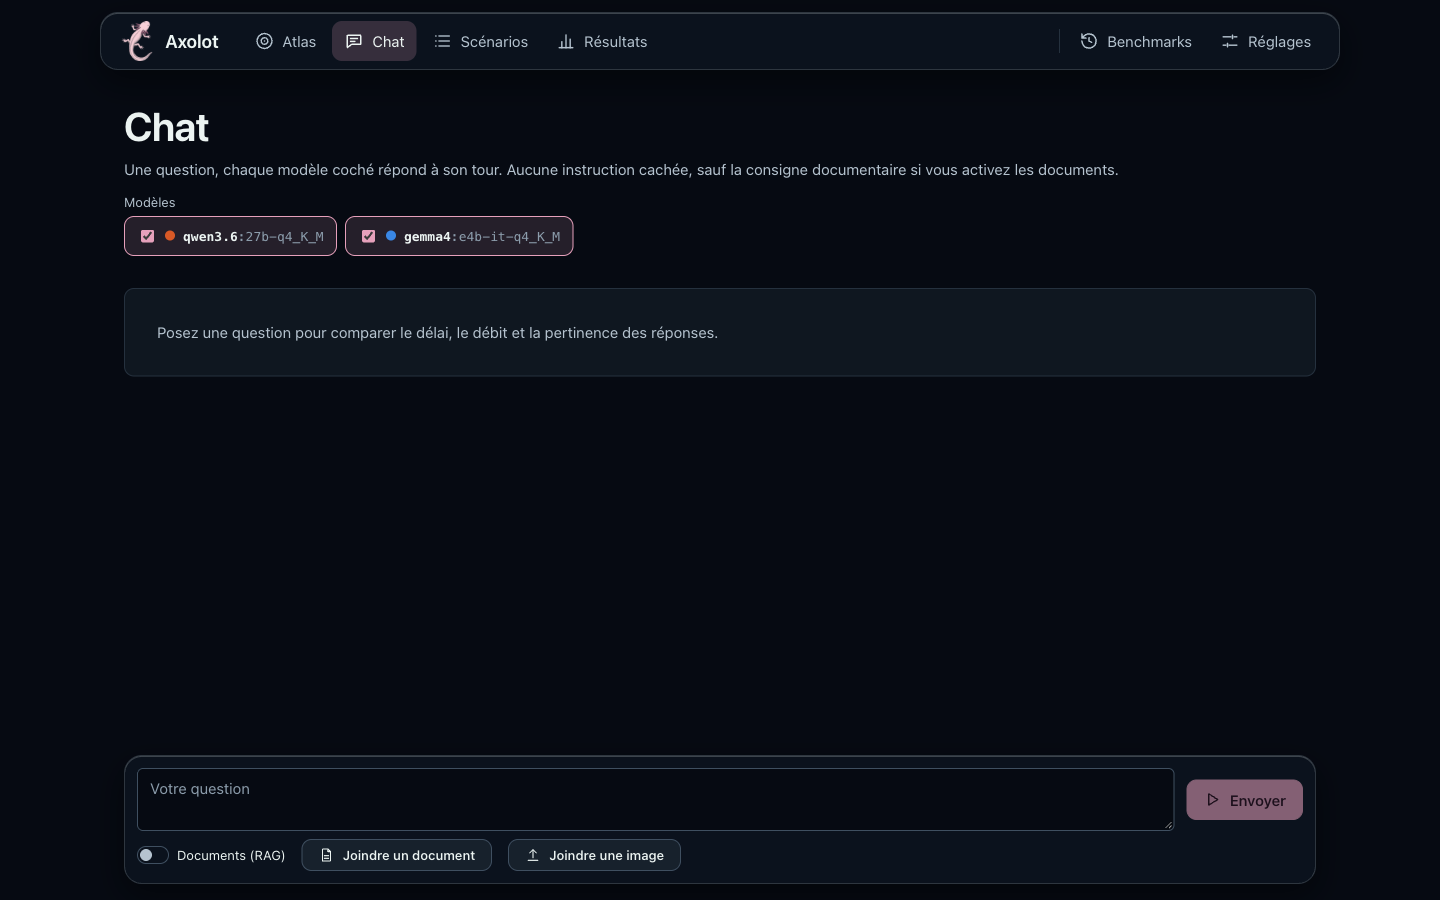 Axolot
Atlas
Chat
Scénarios
Résultats
Benchmarks
Réglages
Chat
Une question, chaque modèle coché répond à son tour. Aucune instruction cachée, sauf la consigne documentaire si vous activez les documents.
Modèles
qwen3.6:27b-q4_K_M
gemma4:e4b-it-q4_K_M
Posez une question pour comparer le délai, le débit et la pertinence des réponses.
Votre question
Envoyer
Documents (RAG)
Joindre un document
Joindre une image